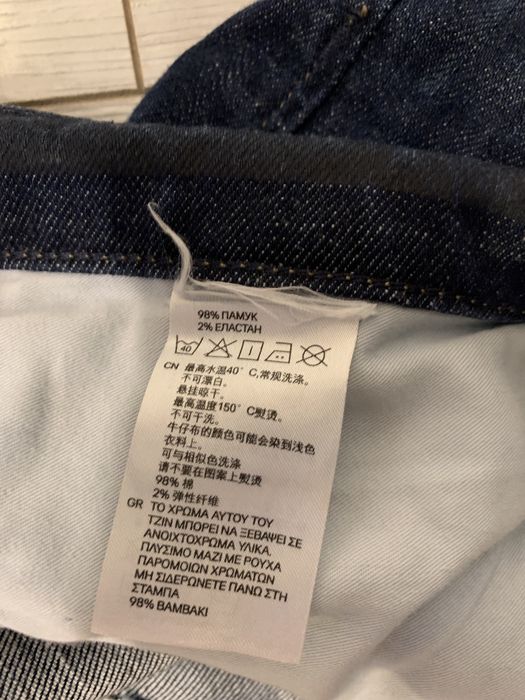 98% ПАМУК
2% ЕЛАСТАН
40
CN 最高水温40°C,常规洗涤。
不可漂白。
悬挂晾干。
最高温度150°C熨烫。
不可干洗。
牛仔布的颜色可能会染到浅色
衣料上。
可与相似色洗涤
请不要在图案上熨烫
98% 棉
2% 弹性纤维
GR ΤΟ ΧΡΩΜΑ ΑΥΤΟΥ ΤΟΥ
ΤΖΙΝ ΜΠΟΡΕΙ ΝΑ ΞΕΒΑΨΕΙ ΣΕ
ΑΝΟΙΧΤΟΧΡΩΜΑ ΥΛΙΚΑ.
ΠΛΥΣΙΜΟ ΜΑΖΙ ΜΕ ΡΟΥΧΑ
ΠΑΡΟΜΟΙΩΝ ΧΡΩΜΑΤΩΝ
ΜΗ ΣΙΔΕΡΩΝΕΤΕ ΠΑΝΩ ΣΤΗ
ΣΤΑΜΠΑ
98% ΒΑΜΒΑΚΙ